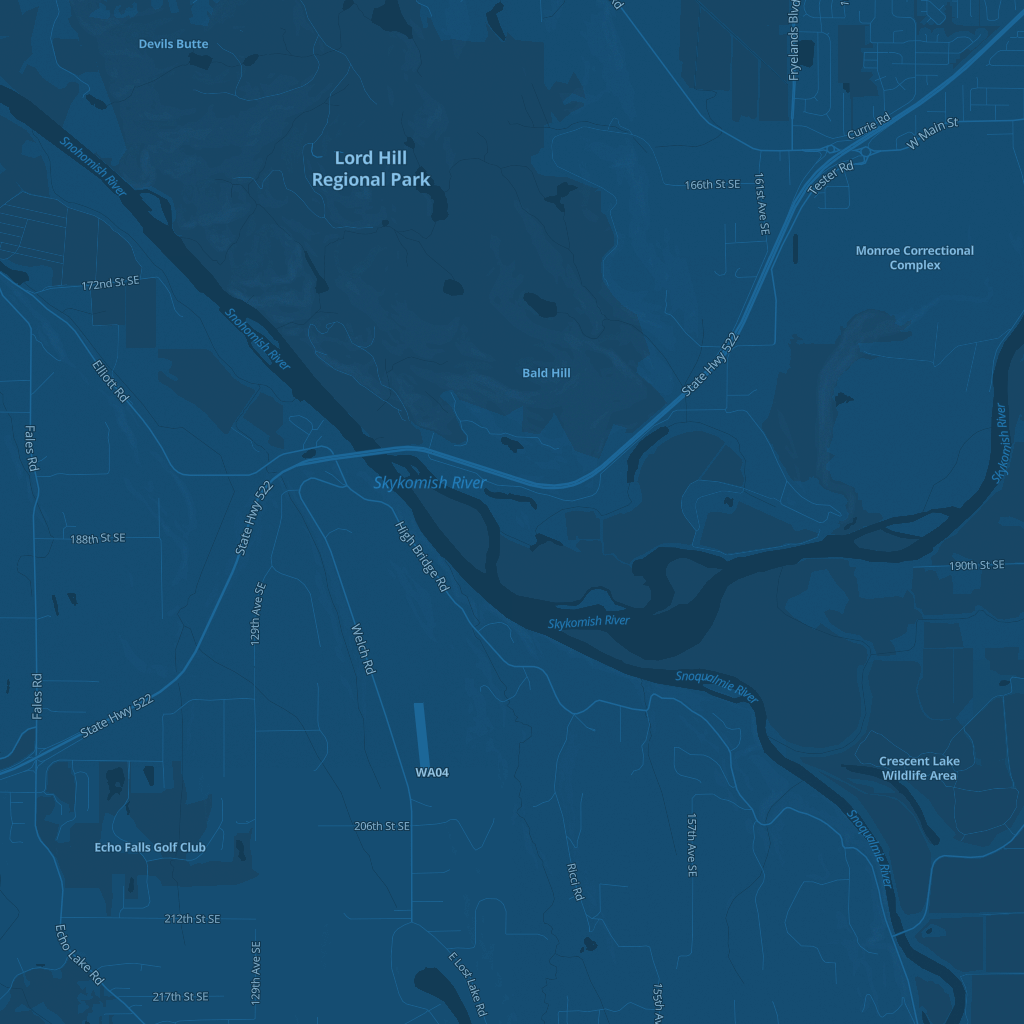 Devils Butte
Fryelands Blvd
Currie Rd
W Main St
Snohomish River
Lord Hill
Regional Park
166th St SE
161st Ave SE
Tester Rd
Monroe Correctional
Complex
172nd St SE
Snohomish River
Elliott Rd
Bald Hill
State Hwy 522
Fales Rd
Skykomish River
Skykomish River
State Hwy 522
188th St SE
High Bridge Rd
190th St SE
129th Ave SE
Welch Rd
Skykomish River
Snoqualmie River
Fales Rd
State Hwy 522
WA04
Crescent Lake
Wildlife Area
206th St SE
157th Ave SE
Snoqualmie River
Echo Falls Golf Club
Ricci Rd
212th St SE
Echo Lake Rd
129th Ave SE
E Lost Lake Rd
217th St SE